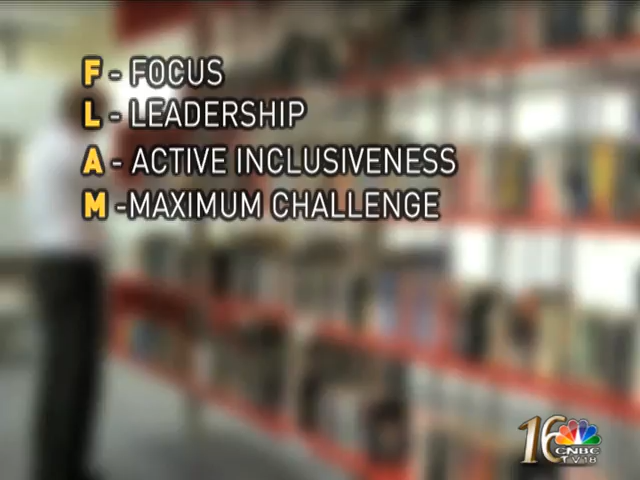 F - FOCUS
L - LEADERSHIP
A - ACTIVE INCLUSIVENESS
M -MAXIMUM CHALLENGE
16 CNBC
TV18